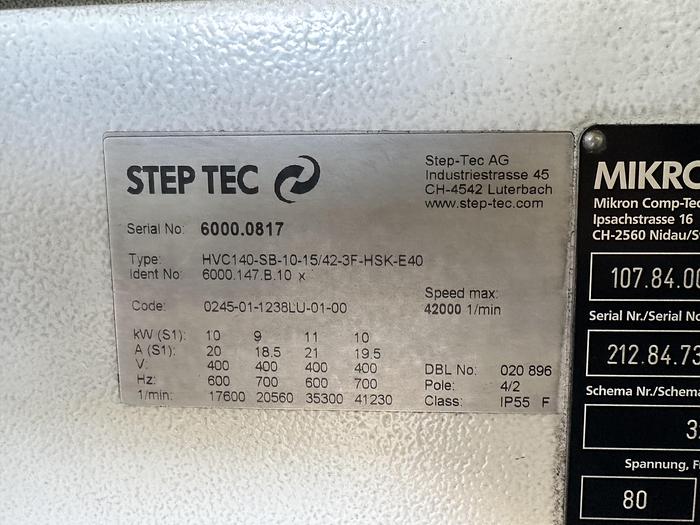 STEP TEC
Step-Tec AG
Industriestrasse 45
CH-4542 Luterbach
www.step-tec.com
Serial No: 6000.0817
Type: HVC140-SB-10-15/42-3F-HSK-E40
Ident No: 6000.147.B.10 x
Speed max:
Code: 0245-01-1238LU-01-00 42000 1/min
kW (S1): 10 9 11 10
A (S1): 20 18.5 21 19.5
V: 400 400 400 400 DBL No: 020 896
Hz: 600 700 600 700 Pole: 4/2
1/min: 17600 20560 35300 41230 Class: IP55 F
MIKRO
Mikron Comp-Tec
Ipsachstrasse 16
CH-2560 Nidau/S
107.84.00
Serial Nr./Serial No
212.84.73
Schema Nr./Schema
3
Spannung, F
80